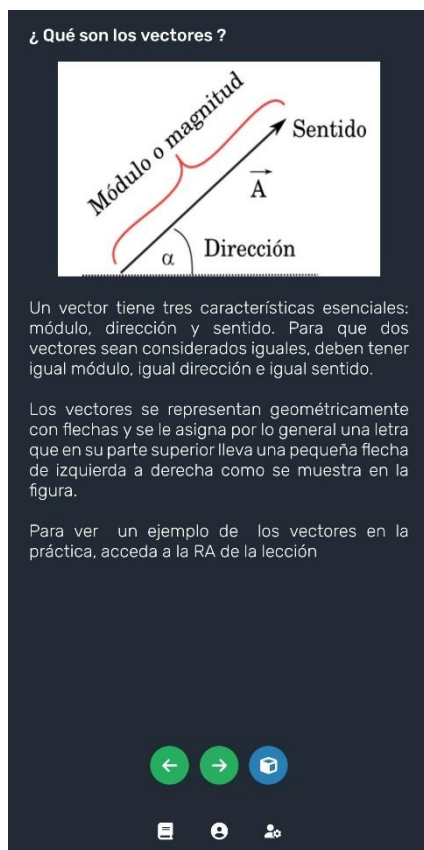 ¿ Qué son los vectores ?
Módulo o magnitud
Sentido
A
Dirección
α
Un vector tiene tres características esenciales:
módulo, dirección y sentido. Para que dos
vectores sean considerados iguales, deben tener
igual módulo, igual dirección e igual sentido.
Los vectores se representan geométricamente
con flechas y se le asigna por lo general una letra
que en su parte superior lleva una pequeña flecha
de izquierda a derecha como se muestra en la
figura.
Para ver un ejemplo de los vectores en la
práctica, acceda a la RA de la lección